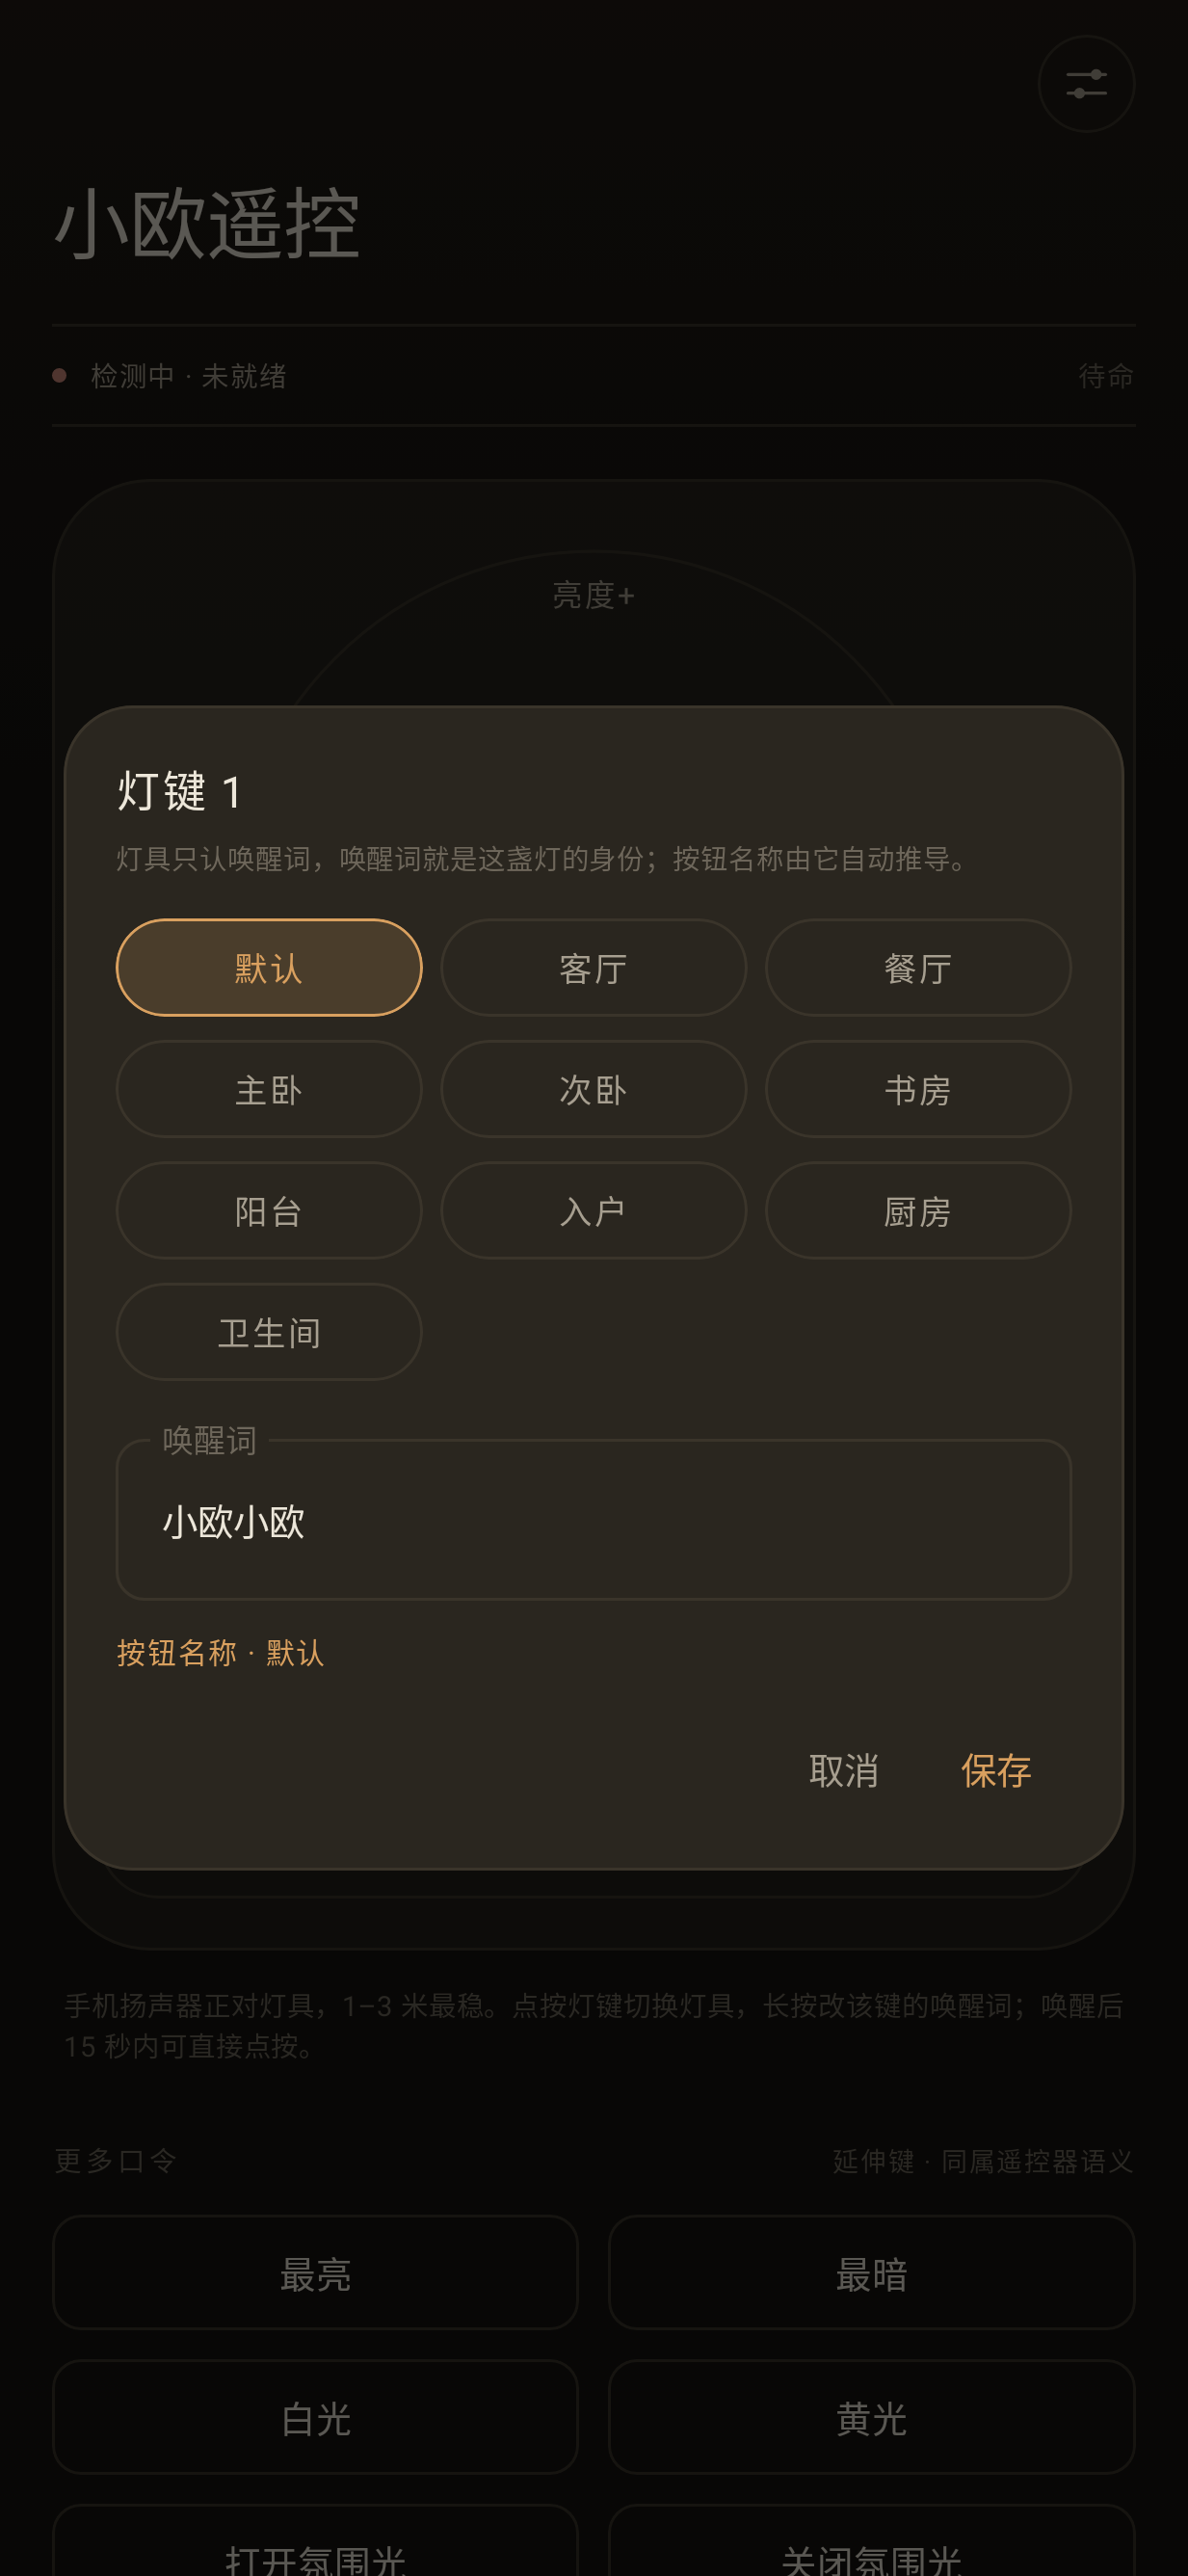 小欧遥控
检测中 · 未就绪
待命
亮度+
灯键 1
灯具只认唤醒词，唤醒词就是这盏灯的身份；按钮名称由它自动推导。
默认
客厅
餐厅
主卧
次卧
书房
阳台
入户
厨房
卫生间
唤醒词
小欧小欧
按钮名称 · 默认
取消
保存
手机扬声器正对灯具，1–3 米最稳。点按灯键切换灯具，长按改该键的唤醒词；唤醒后
15 秒内可直接点按。
更多口令
延伸键 · 同属遥控器语义
最亮
最暗
白光
黄光
打开氛围光
关闭氛围光